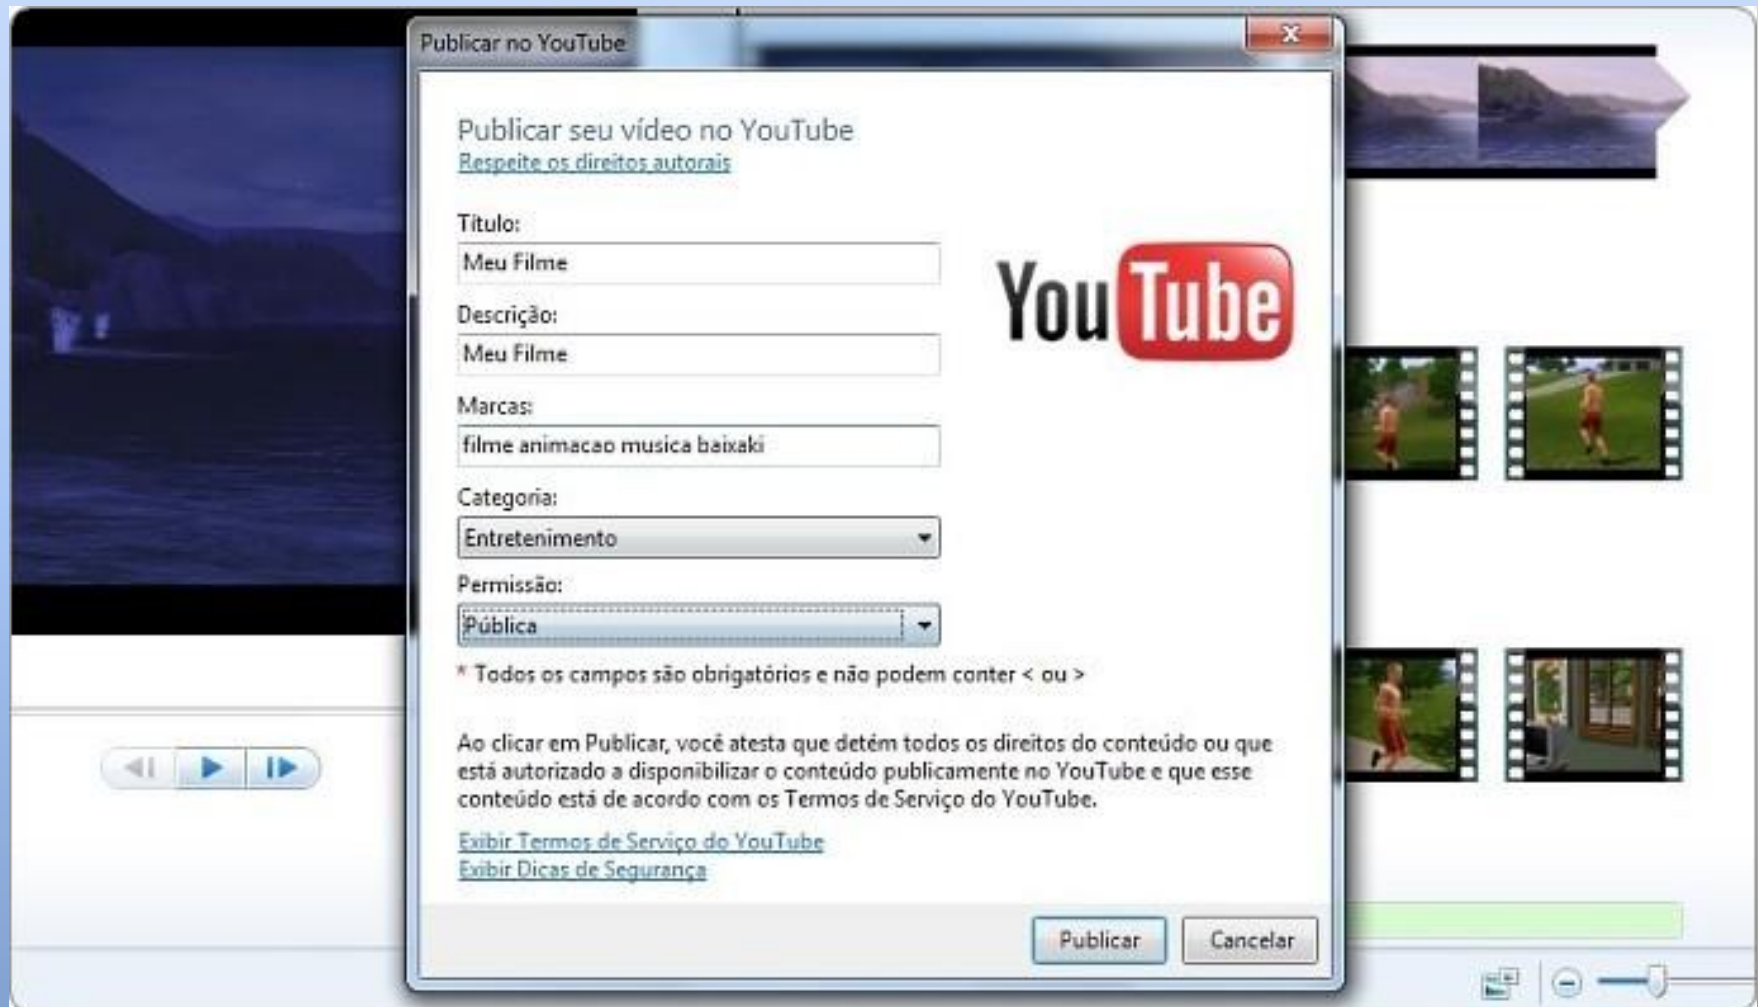 Publicar no YouTube
Publicar seu vídeo no YouTube
Respeite os direitos autorais
Título:
Meu Filme
YouTube
Descrição:
Meu Filme
Marcas:
filme animacao musica baixaki
Categoria:
Entretenimento
Permissão:
Pública
* Todos os campos são obrigatórios e não podem conter < ou >
Ao clicar em Publicar, você atesta que detém todos os direitos do conteúdo ou que
está autorizado a disponibilizar o conteúdo publicamente no YouTube e que esse
conteúdo está de acordo com os Termos de Serviço do YouTube.
Exibir Termos de Serviço do YouTube
Exibir Dicas de Segurança
Publicar Cancelar